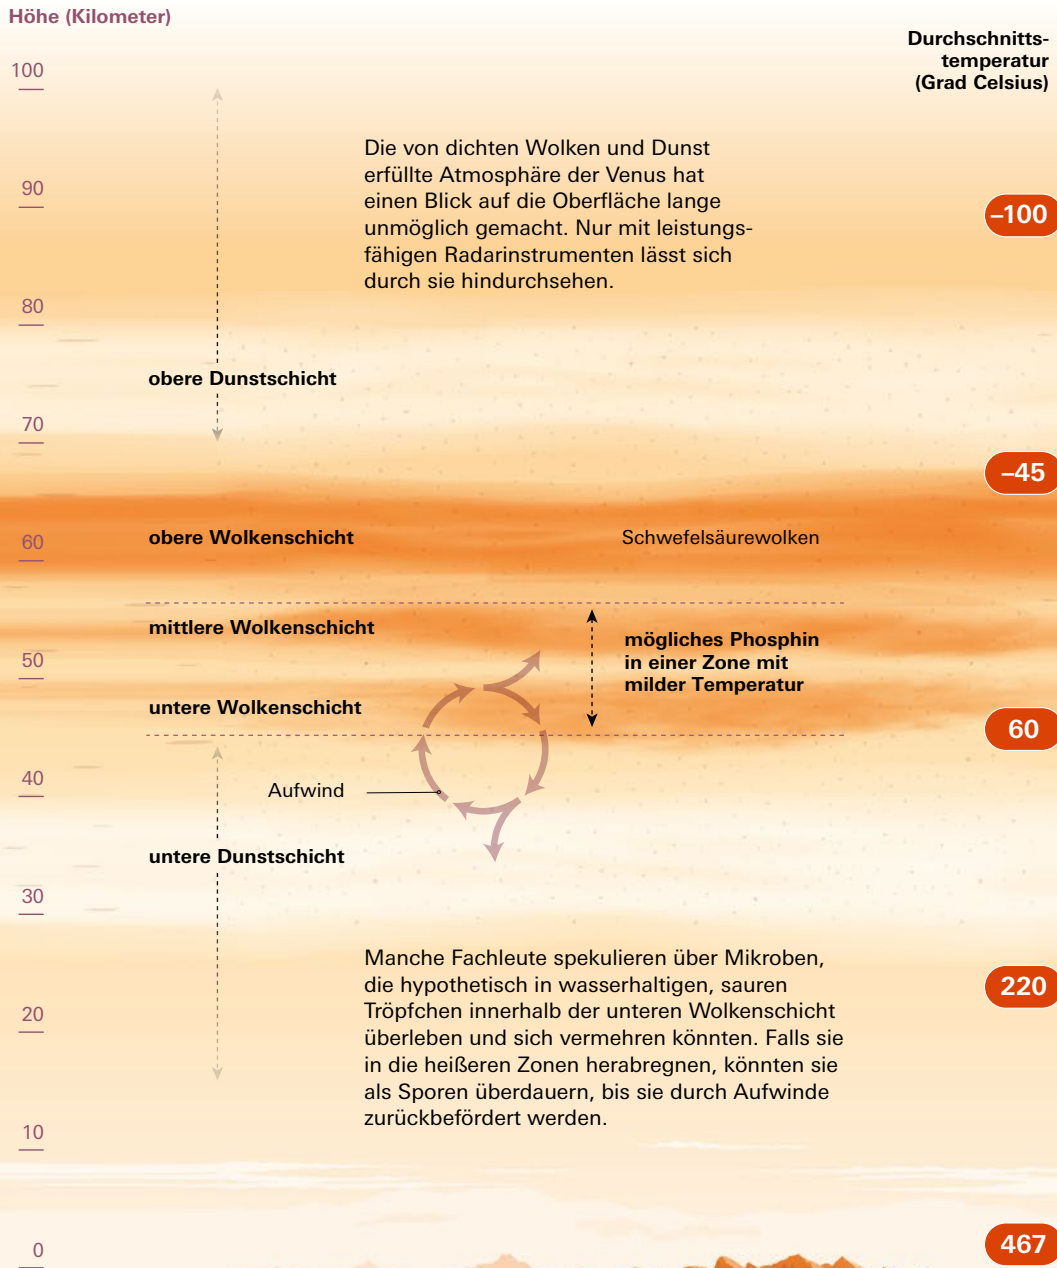 Höhe (Kilometer)
Durchschnitts-
temperatur
(Grad Celsius)
100
Die von dichten Wolken und Dunst
erfüllte Atmosphäre der Venus hat
einen Blick auf die Oberfläche lange
unmöglich gemacht. Nur mit leistungs-
fähigen Radarinstrumenten lässt sich
durch sie hindurchsehen.
90
–100
80
obere Dunstschicht
70
–45
60
obere Wolkenschicht
Schwefelsäurewolken
mittlere Wolkenschicht
mögliches Phosphin
in einer Zone mit
milder Temperatur
50
untere Wolkenschicht
60
40
Aufwind
untere Dunstschicht
30
Manche Fachleute spekulieren über Mikroben,
die hypothetisch in wasserhaltigen, sauren
Tröpfchen innerhalb der unteren Wolkenschicht
überleben und sich vermehren könnten. Falls sie
in die heißeren Zonen herabregnen, könnten sie
als Sporen überdauern, bis sie durch Aufwinde
zurückbefördert werden.
220
20
10
0
467